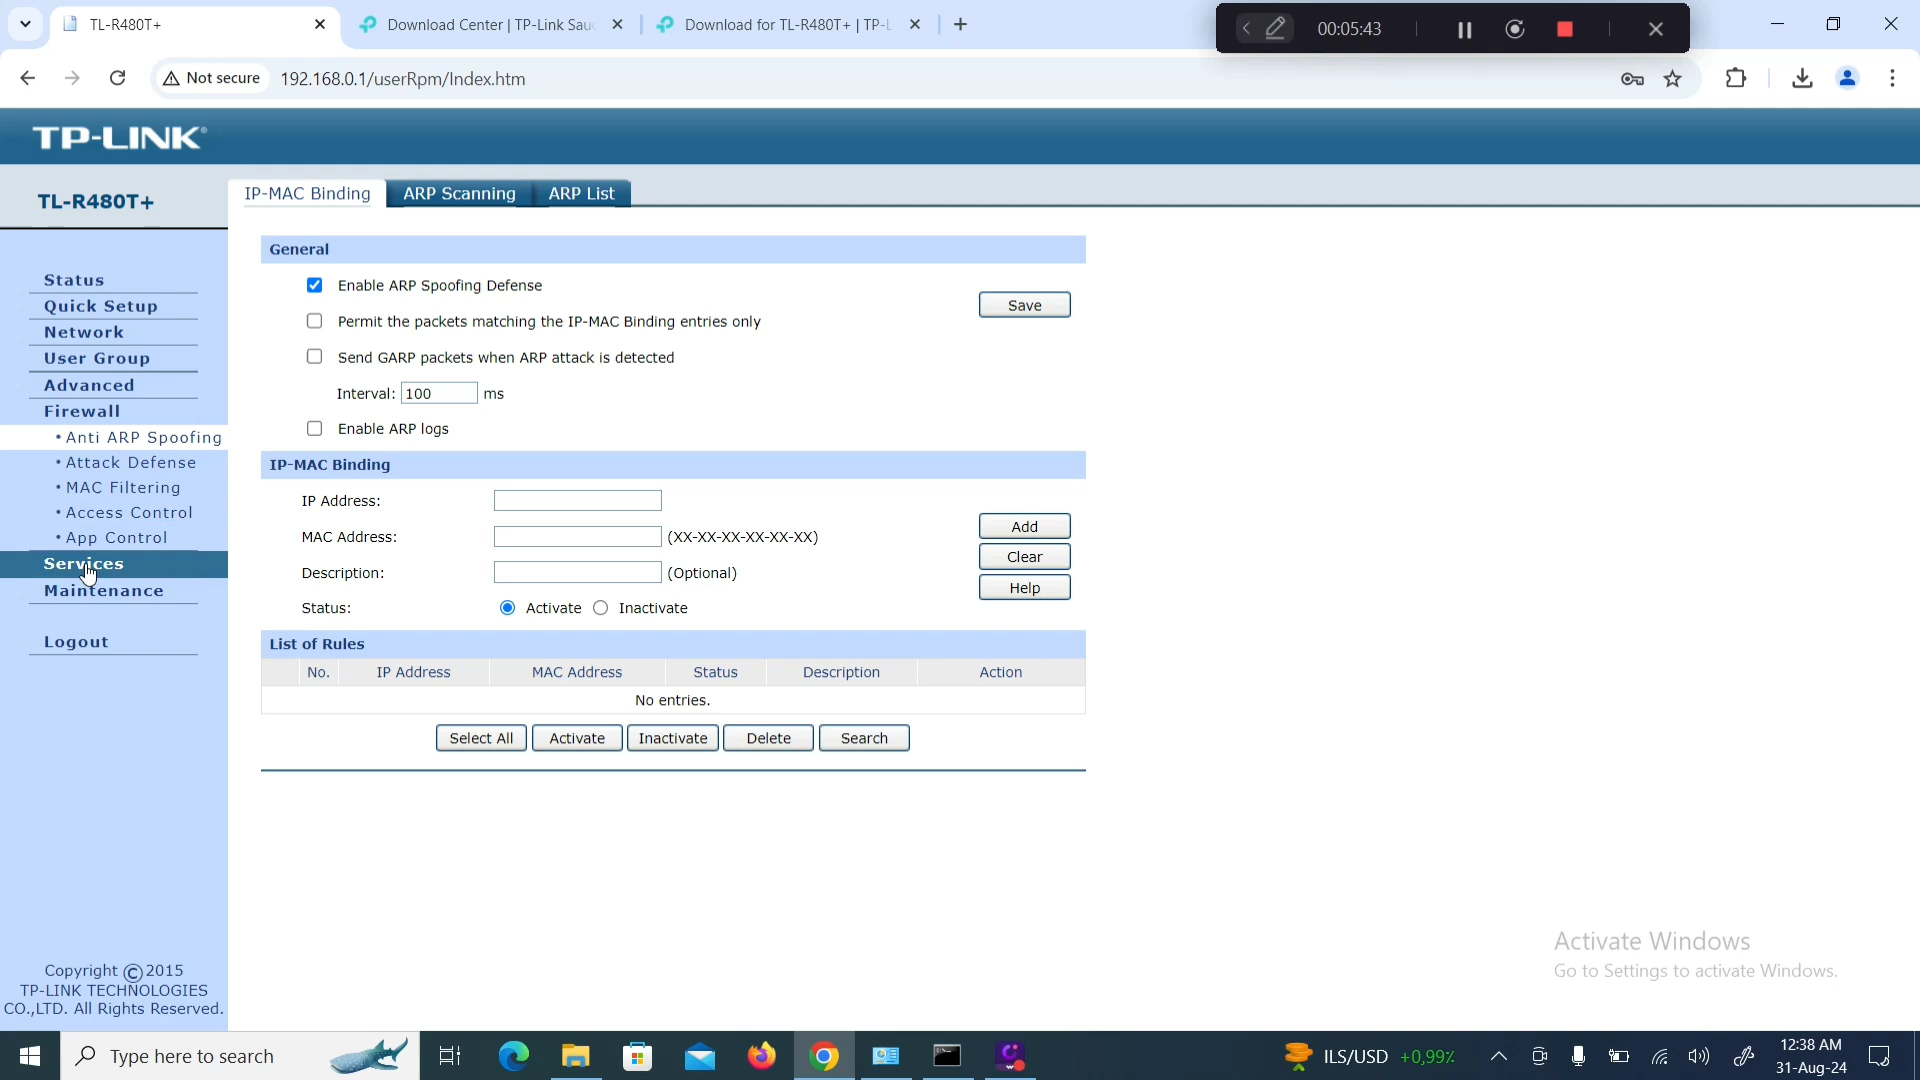 TL-R480T+
Download Center | TP-Link Sau
Download for TL-R480T+ | TP-L
00:05:43
Not secure
192.168.0.1/userRpm/Index.htm
TP-LINK
TL-R480T+
IP-MAC Binding
ARP Scanning
ARP List
Status
Quick Setup
Network
User Group
Advanced
Firewall
Anti ARP Spoofing
Attack Defense
MAC Filtering
Access Control
App Control
Services
Maintenance
Logout
Copyright © 2015
TP-LINK TECHNOLOGIES
CO.,LTD. All Rights Reserved.
General
Enable ARP Spoofing Defense
Save
Permit the packets matching the IP-MAC Binding entries only
Send GARP packets when ARP attack is detected
Interval: 100 ms
Enable ARP logs
IP-MAC Binding
IP Address:
MAC Address: (XX-XX-XX-XX-XX-XX)
Description: (Optional)
Status: Activate Inactivate
Add
Clear
Help
List of Rules
No. IP Address MAC Address Status Description Action
No entries.
Select All Activate Inactivate Delete Search
Activate Windows
Go to Settings to activate Windows.
Type here to search
ILS/USD +0,99%
12:38 AM
31-Aug-24